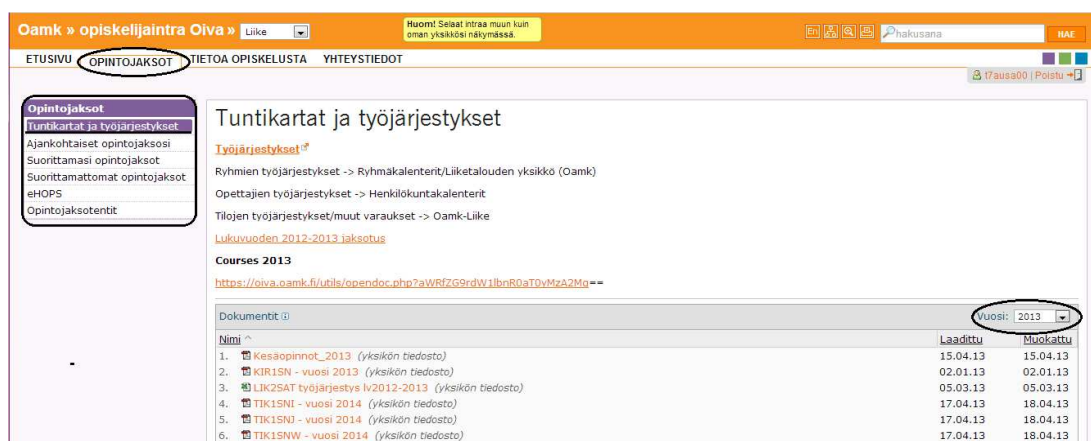 Oamk » opiskelijaintra Oiva » Liike
Huom! Selaat intraa muun kuin
oman yksikkösi näkymässä.
En
hakusana
HAE
ETUSIVU OPINTOJAKSOT TIETOA OPISKELUSTA YHTEYSTIEDOT
t7ausa00 | Poistu
Opintojaksot
Tuntikartat ja työjärjestykset
Ajankohtaiset opintojaksosi
Suorittamasi opintojaksot
Suorittamattomat opintojaksot
eHOPS
Opintojaksotentit
Tuntikartat ja työjärjestykset
Työjärjestykset
Ryhmien työjärjestykset -> Ryhmäkalenterit/Liiketalouden yksikkö (Oamk)
Opettajien työjärjestykset -> Henkilökuntakalenterit
Tilojen työjärjestykset/muut varaukset -> Oamk-Liike
Lukuvuoden 2012-2013 jaksotus
Courses 2013
https://oiva.oamk.fi/utils/opendoc.php?aWRfZG9rdW1lbnR0aT0vMzA2Mg==
Dokumentit Vuosi: 2013
Nimi Laadittu Muokattu
1. Kesäopinnot_2013 (yksikön tiedosto) 15.04.13 15.04.13
2. KIR1SN - vuosi 2013 (yksikön tiedosto) 02.01.13 02.01.13
3. LIK2SAT työjärjestys lv2012-2013 (yksikön tiedosto) 05.03.13 05.03.13
4. TIK1SNI - vuosi 2014 (yksikön tiedosto) 17.04.13 18.04.13
5. TIK1SNJ - vuosi 2014 (yksikön tiedosto) 17.04.13 18.04.13
6. TIK1SNW - vuosi 2014 (yksikön tiedosto) 17.04.13 18.04.13